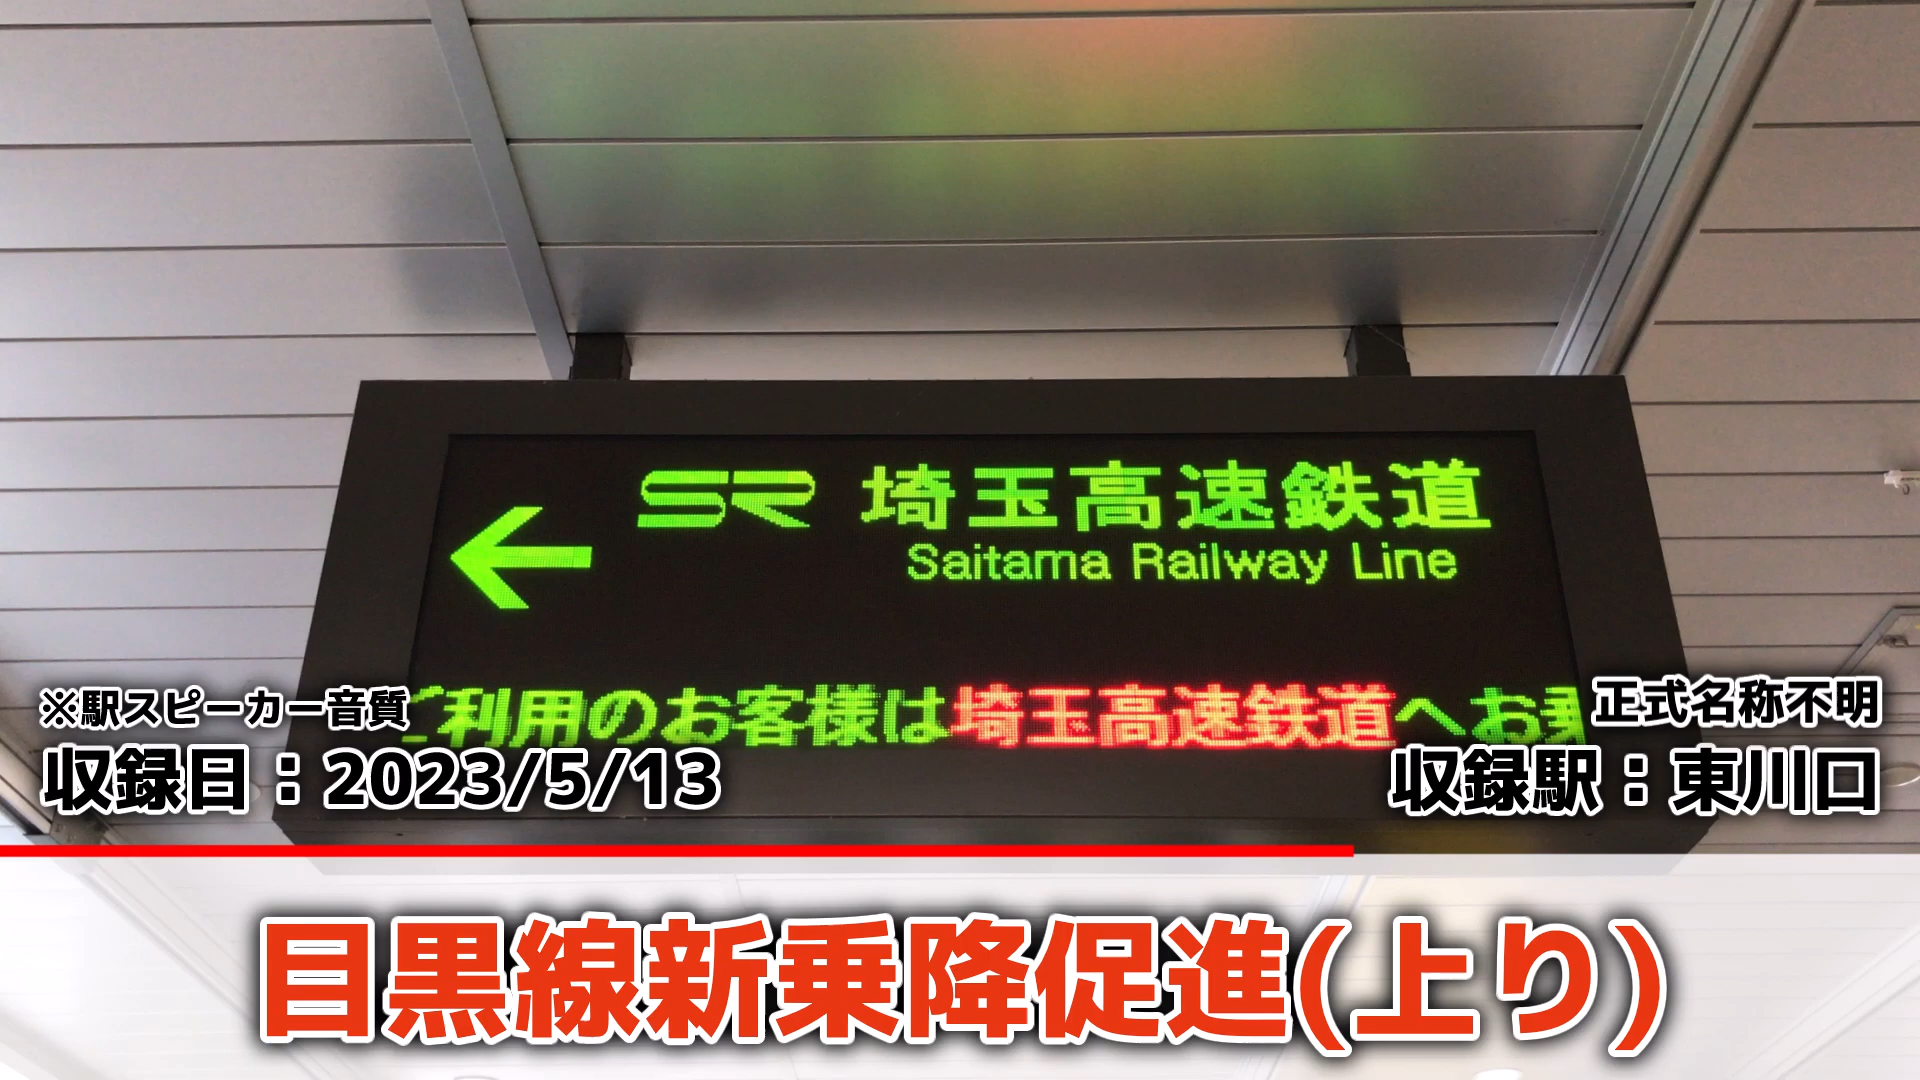 SR 埼玉高速鉄道
Saitama Railway Line
ご利用のお客様は埼玉高速鉄道へお乗
※駅スピーカー音質
正式名称不明
収録日：2023/5/13
収録駅：東川口
目黒線新乗降促進(上り)